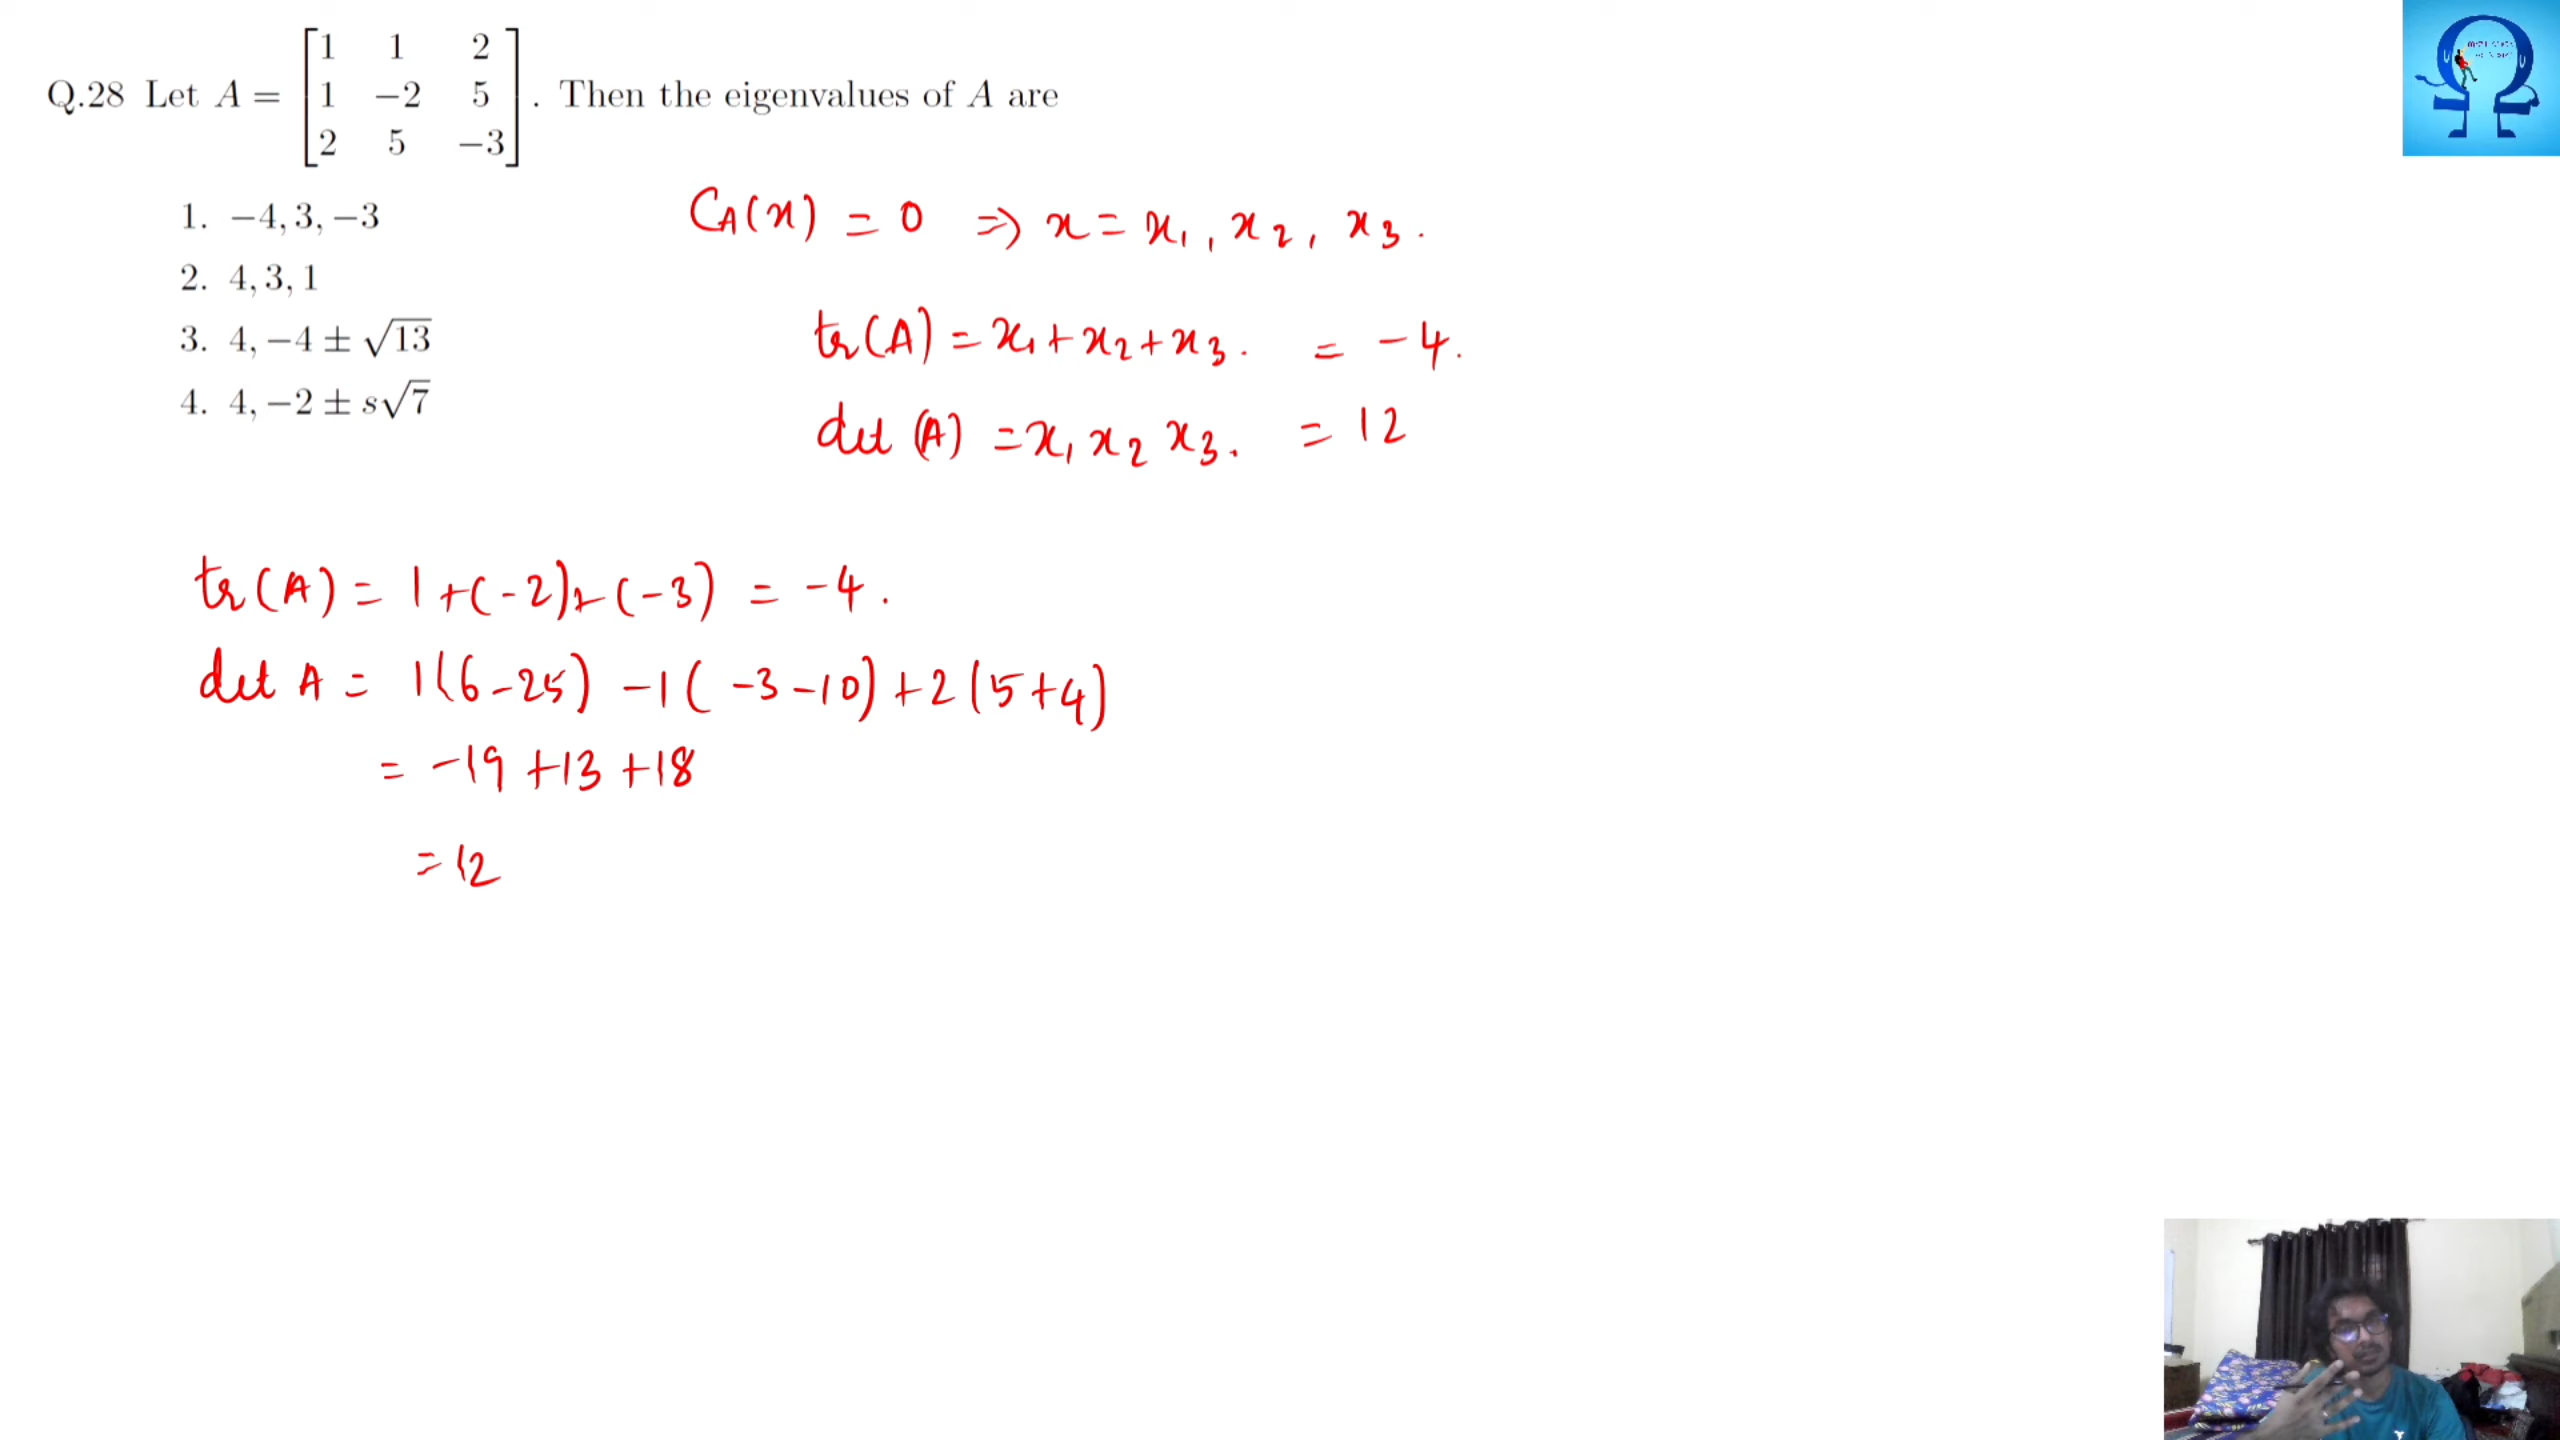 Q.28 Let A = [1 1 2; 1 −2 5; 2 5 −3]. Then the eigenvalues of A are
1. −4, 3, −3
2. 4, 3, 1
3. 4, −4 ± √13
4. 4, −2 ± s√7
C_A(x) = 0 ⇒ x = x₁, x₂, x₃.
tr(A) = x₁ + x₂ + x₃. = −4.
det (A) = x₁ x₂ x₃. = 12
tr(A) = 1 + (−2) + (−3) = −4.
det A = 1(6−25) −1(−3−10) + 2(5+4)
= −19 + 13 + 18
= 12